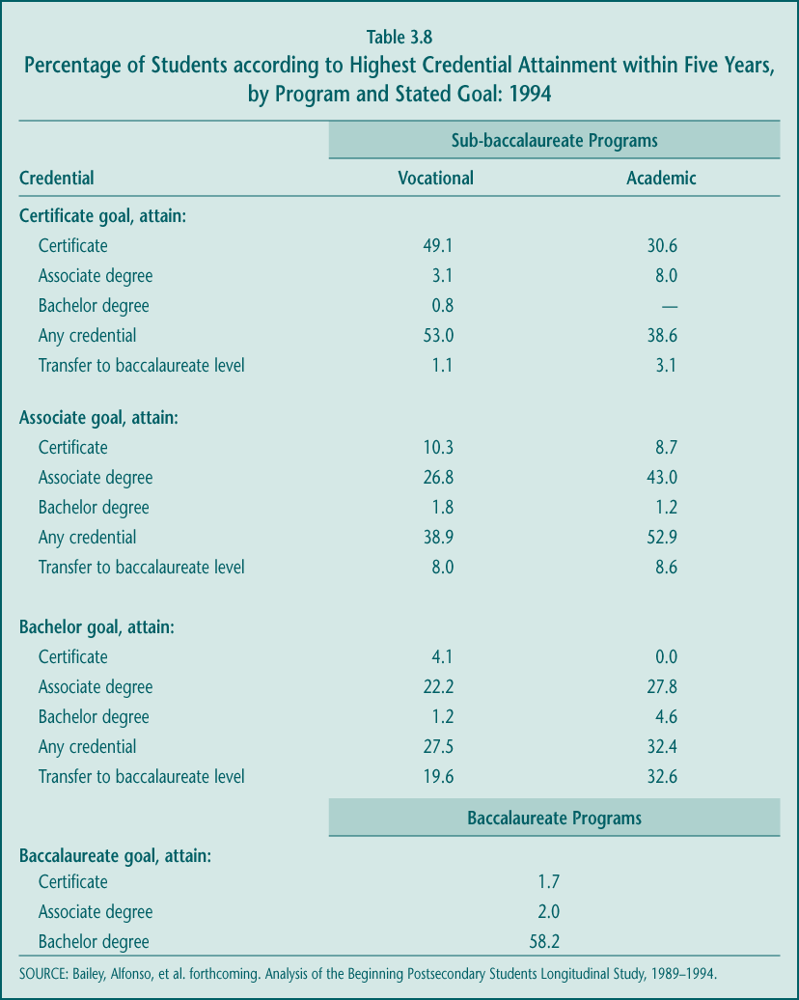 Table 3.8
Percentage of Students according to Highest Credential Attainment within Five Years,
by Program and Stated Goal: 1994
Sub-baccalaureate Programs
Credential Vocational Academic
Certificate goal, attain:
Certificate 49.1 30.6
Associate degree 3.1 8.0
Bachelor degree 0.8 —
Any credential 53.0 38.6
Transfer to baccalaureate level 1.1 3.1
Associate goal, attain:
Certificate 10.3 8.7
Associate degree 26.8 43.0
Bachelor degree 1.8 1.2
Any credential 38.9 52.9
Transfer to baccalaureate level 8.0 8.6
Bachelor goal, attain:
Certificate 4.1 0.0
Associate degree 22.2 27.8
Bachelor degree 1.2 4.6
Any credential 27.5 32.4
Transfer to baccalaureate level 19.6 32.6
Baccalaureate Programs
Baccalaureate goal, attain:
Certificate 1.7
Associate degree 2.0
Bachelor degree 58.2
SOURCE: Bailey, Alfonso, et al. forthcoming. Analysis of the Beginning Postsecondary Students Longitudinal Study, 1989–1994.